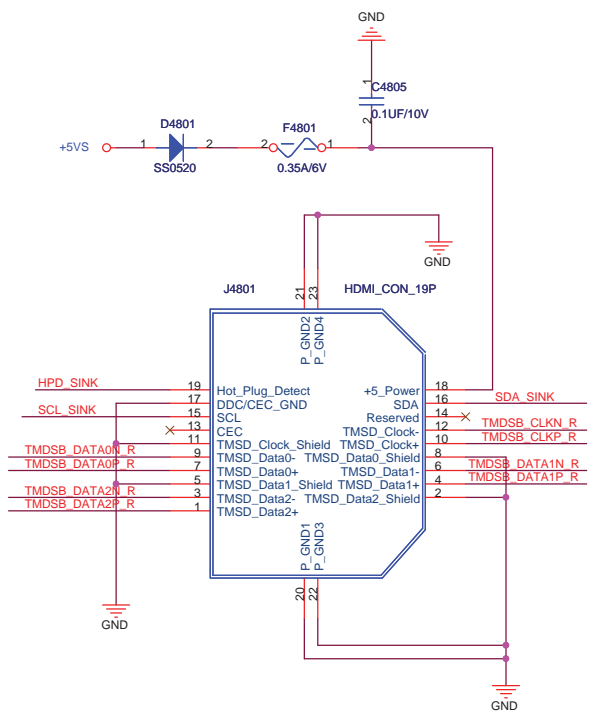 GND
1
C4805
0.1UF/10V
2
D4801
F4801
+5VS
1
2
2
1
SS0520
0.35A/6V
GND
J4801
21
23
HDMI_CON_19P
P_GND2
P_GND4
HPD_SINK
19
Hot_Plug_Detect
+5_Power
18
17
DDC/CEC_GND
SDA
16
SDA_SINK
SCL_SINK
15
SCL
Reserved
14
13
CEC
TMSD_Clock-
12
TMDSB_CLKN_R
11
TMSD_Clock_Shield
TMSD_Clock+
10
TMDSB_CLKP_R
TMDSB_DATA0N_R
9
TMSD_Data0-
TMSD_Data0_Shield
8
TMDSB_DATA0P_R
7
TMSD_Data0+
TMSD_Data1-
6
TMDSB_DATA1N_R
5
TMSD_Data1_Shield
TMSD_Data1+
4
TMDSB_DATA1P_R
TMDSB_DATA2N_R
3
TMSD_Data2-
TMSD_Data2_Shield
2
TMDSB_DATA2P_R
1
TMSD_Data2+
P_GND1
P_GND3
20
22
GND
GND